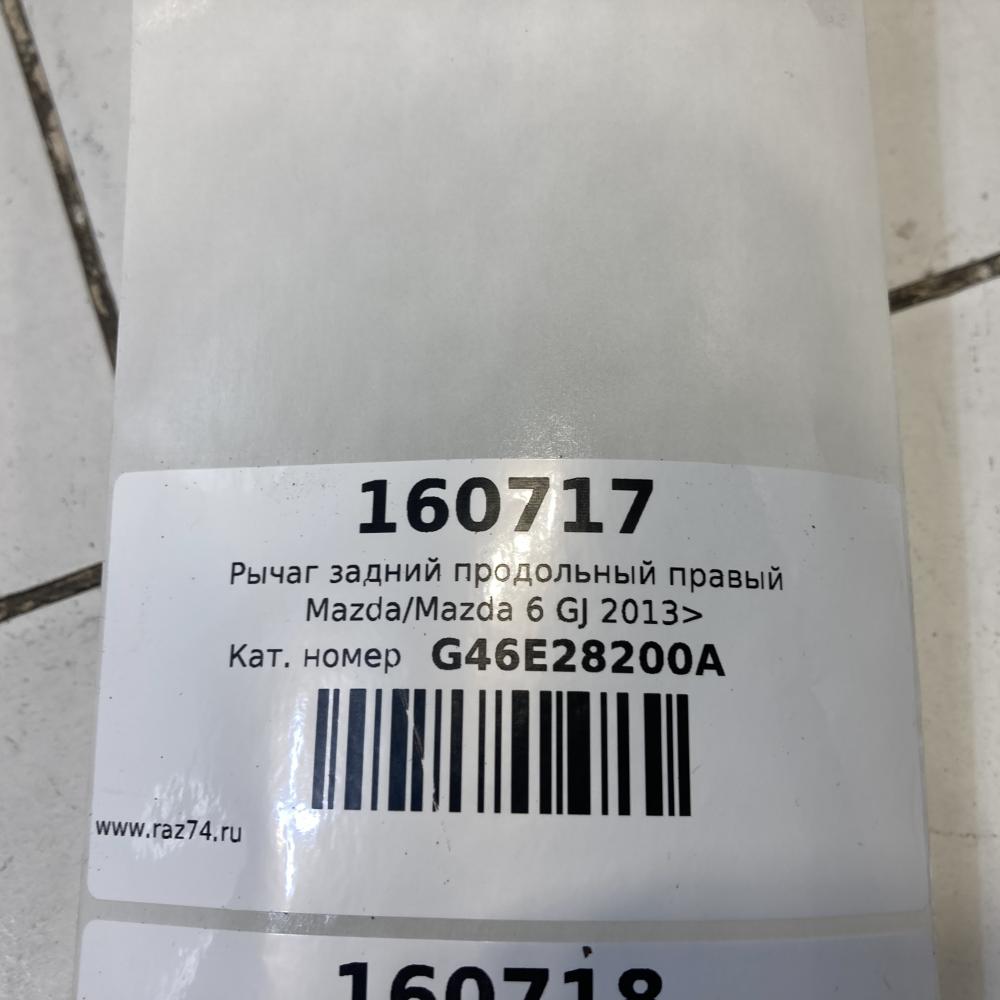 160717
Рычаг задний продольный правый
Mazda/Mazda 6 GJ 2013>
Кат. номер G46E28200A
www.raz74.ru
160718